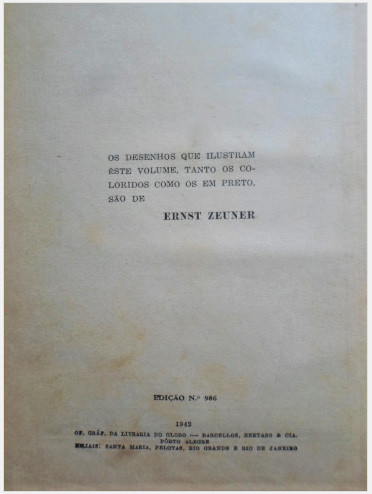 OS DESENHOS QUE ILUSTRAM
ÊSTE VOLUME, TANTO OS CO-
LORIDOS COMO OS EM PRETO,
SÃO DE
ERNST ZEUNER
EDIÇÃO N.º 986
1942
OF. GRÁF. DA LIVRARIA DO GLOBO — BARCELLOS, BERTASO & CIA.
PÔRTO ALEGRE
FILIAIS: SANTA MARIA, PELOTAS, RIO GRANDE E RIO DE JANEIRO